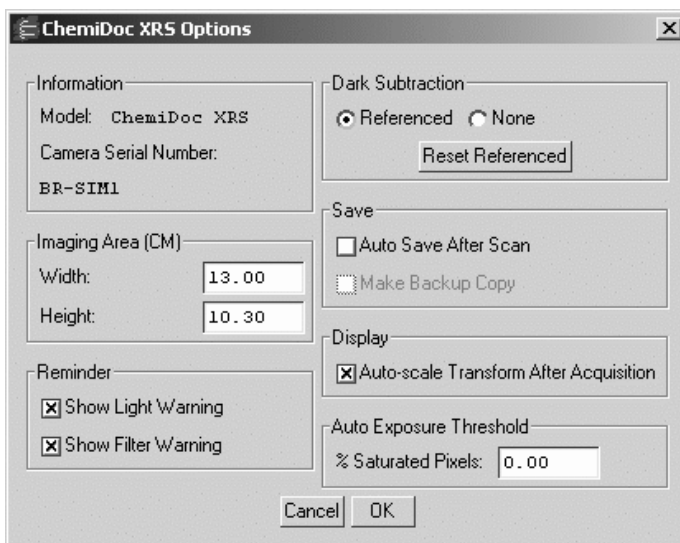 ChemiDoc XRS Options
Information
Model: ChemiDoc XRS
Camera Serial Number:
BR-SIM1
Imaging Area (CM)
Width: 13.00
Height: 10.30
Reminder
Show Light Warning
Show Filter Warning
Dark Subtraction
Referenced None
Reset Referenced
Save
Auto Save After Scan
Make Backup Copy
Display
Auto-scale Transform After Acquisition
Auto Exposure Threshold
% Saturated Pixels: 0.00
Cancel OK